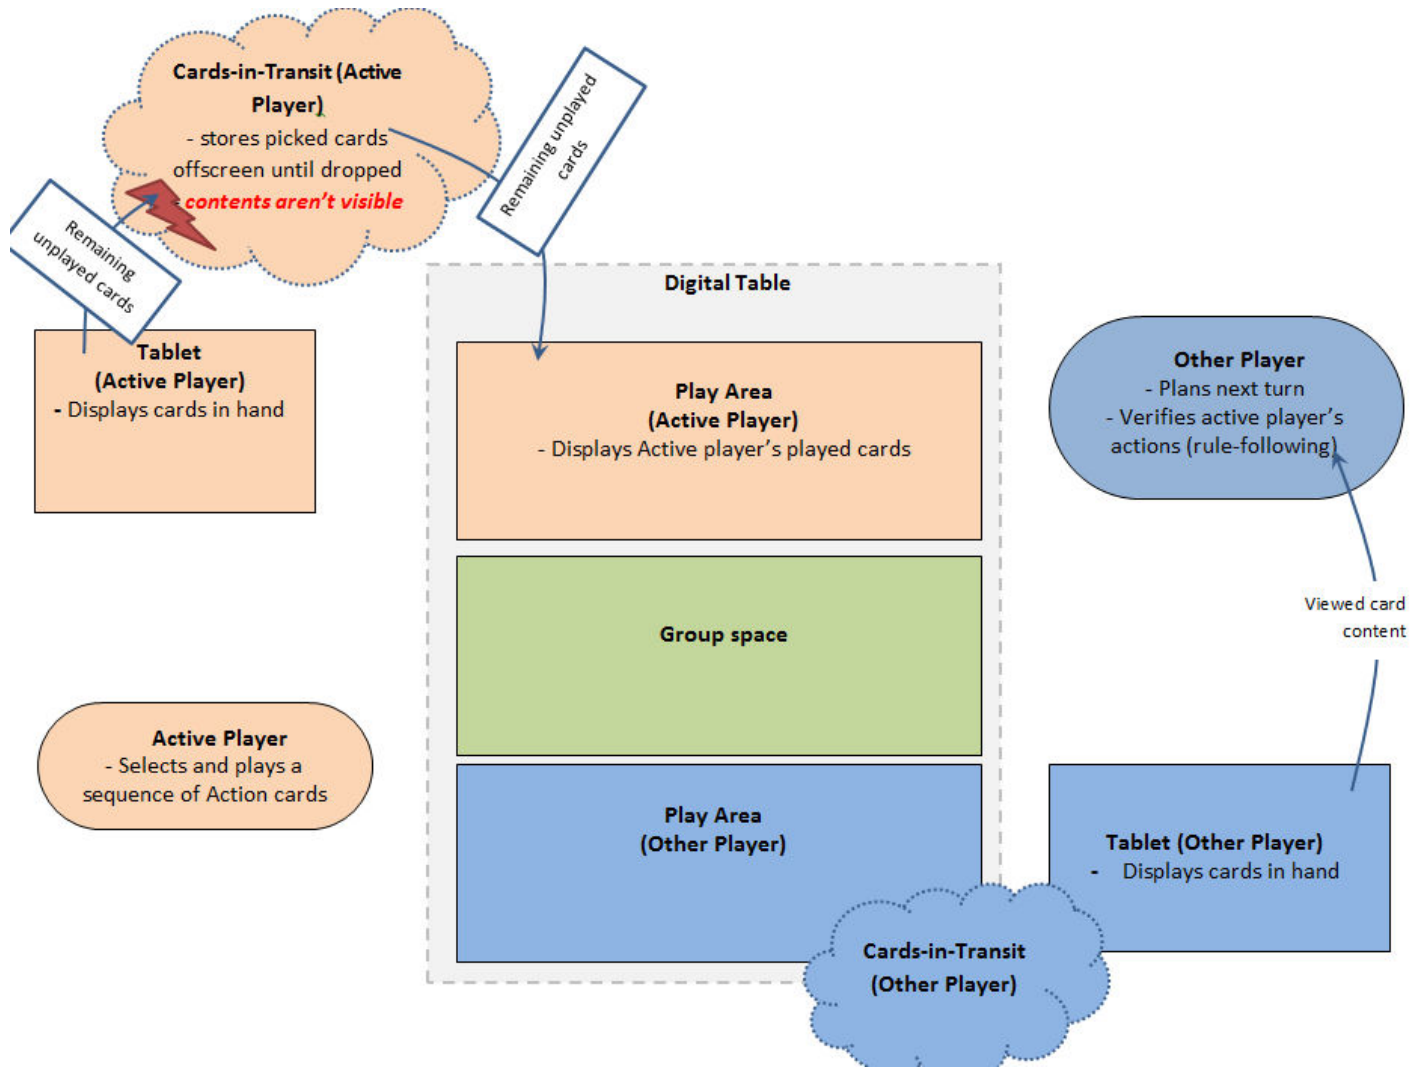 Cards-in-Transit (Active
Player)
- stores picked cards
offscreen until dropped
- contents aren't visible
Remaining unplayed
cards
Remaining
unplayed cards
Digital Table
Tablet
(Active Player)
- Displays cards in hand
Play Area
(Active Player)
- Displays Active player's played cards
Other Player
- Plans next turn
- Verifies active player's
actions (rule-following)
Viewed card
content
Group space
Active Player
- Selects and plays a
sequence of Action cards
Play Area
(Other Player)
Tablet (Other Player)
- Displays cards in hand
Cards-in-Transit
(Other Player)